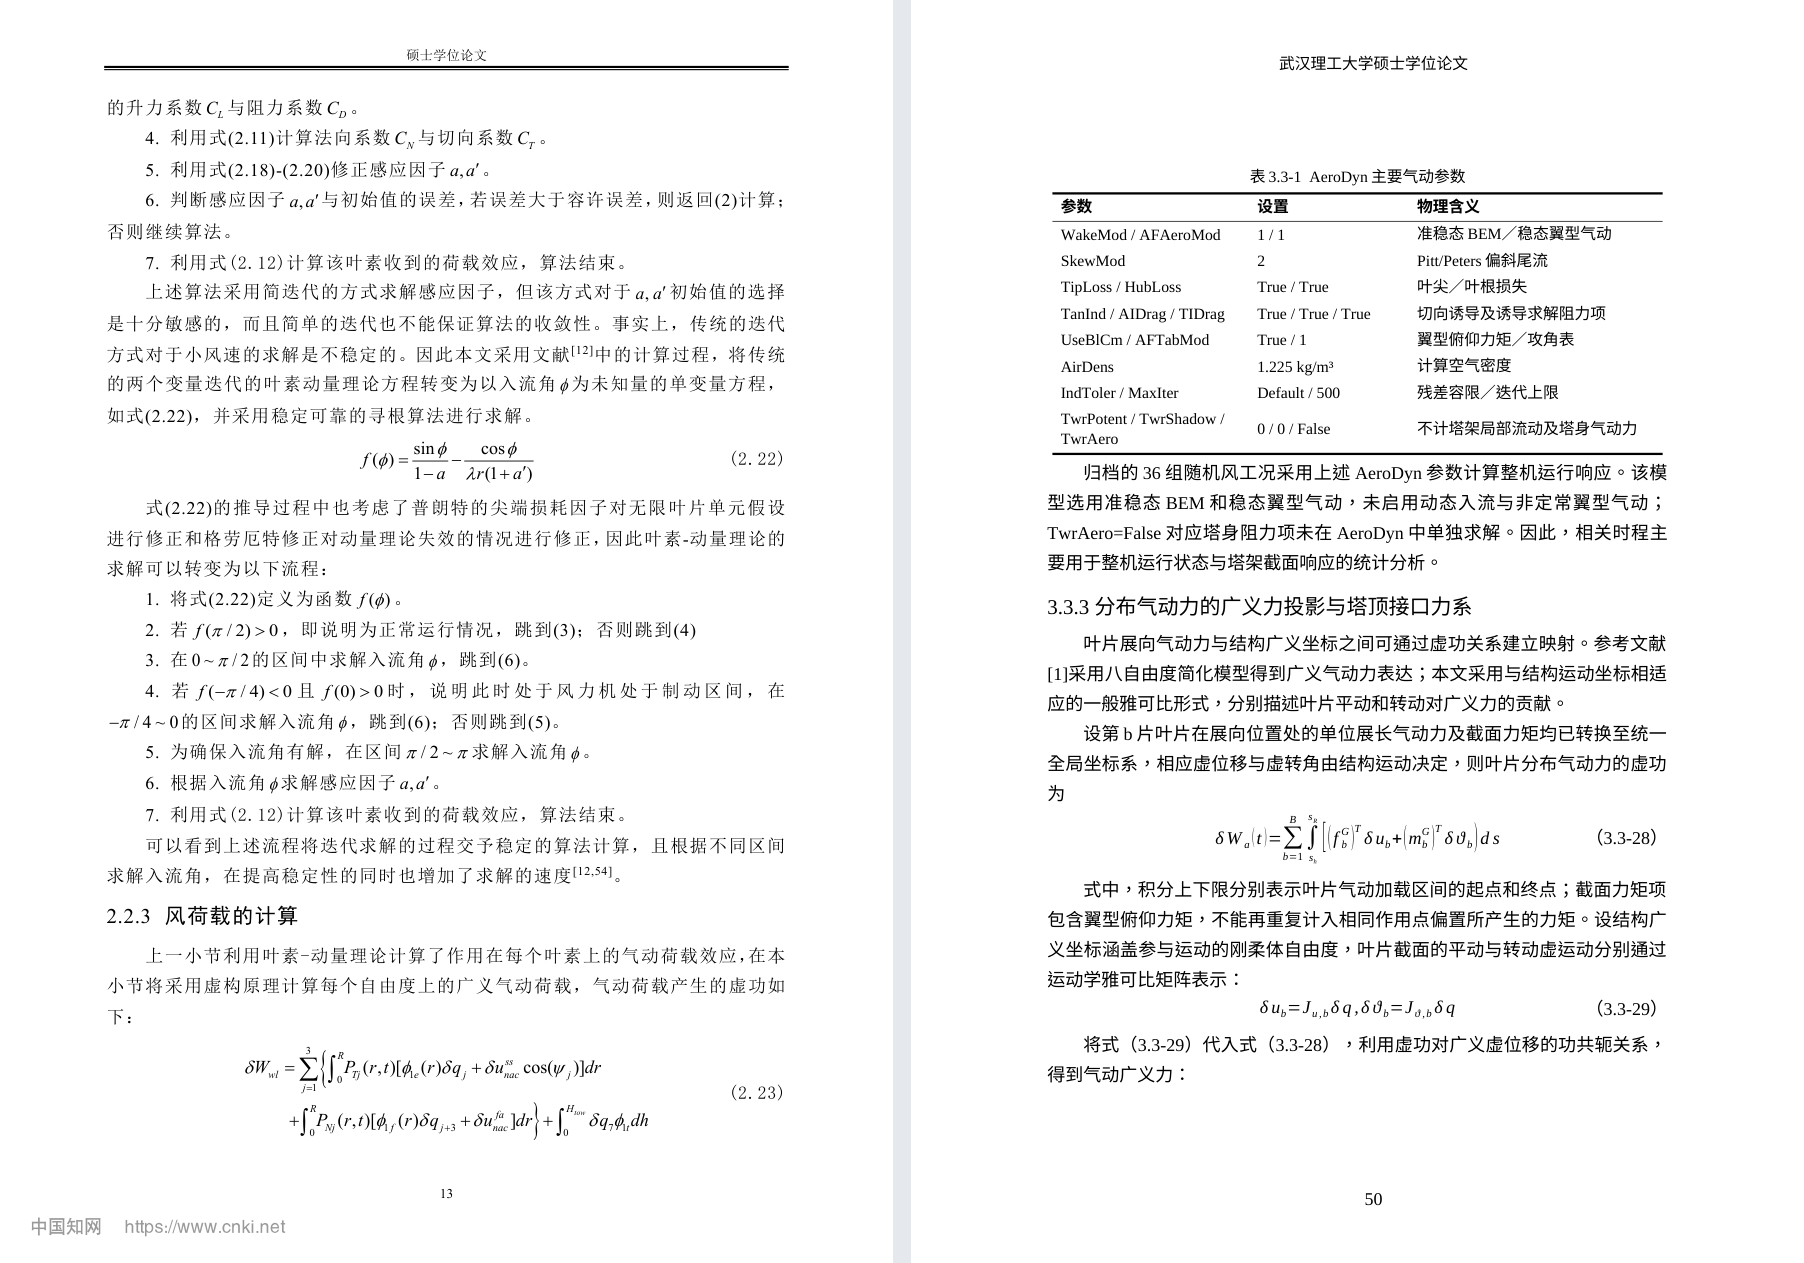 硕士学位论文
的升力系数 C_L 与阻力系数 C_D 。
4. 利用式(2.11)计算法向系数 C_N 与切向系数 C_T 。
5. 利用式(2.18)-(2.20)修正感应因子 a,a′ 。
6. 判断感应因子 a,a′ 与初始值的误差,若误差大于容许误差,则返回(2)计算;
否则继续算法。
7. 利用式(2.12)计算该叶素收到的荷载效应，算法结束。
上述算法采用简迭代的方式求解感应因子，但该方式对于 a, a′ 初始值的选择
是十分敏感的，而且简单的迭代也不能保证算法的收敛性。事实上，传统的迭代
方式对于小风速的求解是不稳定的。因此本文采用文献[12]中的计算过程，将传统
的两个变量迭代的叶素动量理论方程转变为以入流角 ϕ 为未知量的单变量方程，
如式(2.22)，并采用稳定可靠的寻根算法进行求解。
f(ϕ) = sinϕ/(1−a) − cosϕ/(λr(1+a′)) (2.22)
式(2.22)的推导过程中也考虑了普朗特的尖端损耗因子对无限叶片单元假设
进行修正和格劳厄特修正对动量理论失效的情况进行修正,因此叶素-动量理论的
求解可以转变为以下流程：
1. 将式(2.22)定义为函数 f(ϕ) 。
2. 若 f(π/2)>0，即说明为正常运行情况，跳到(3)；否则跳到(4)
3. 在 0~π/2 的区间中求解入流角 ϕ，跳到(6)。
4. 若 f(−π/4)<0 且 f(0)>0 时，说明此时处于风力机处于制动区间，在
−π/4~0 的区间求解入流角 ϕ，跳到(6)；否则跳到(5)。
5. 为确保入流角有解，在区间 π/2~π 求解入流角 ϕ 。
6. 根据入流角 ϕ 求解感应因子 a,a′ 。
7. 利用式(2.12)计算该叶素收到的荷载效应，算法结束。
可以看到上述流程将迭代求解的过程交予稳定的算法计算，且根据不同区间
求解入流角，在提高稳定性的同时也增加了求解的速度[12,54]。
2.2.3 风荷载的计算
上一小节利用叶素-动量理论计算了作用在每个叶素上的气动荷载效应,在本
小节将采用虚构原理计算每个自由度上的广义气动荷载，气动荷载产生的虚功如
下：
δW_wl = ∑_{j=1}^{3} {∫_0^R P_Tj(r,t)[ϕ_1e(r)δq_j + δu_nac^ss cos(ψ_j)]dr
+∫_0^R P_Nj(r,t)[ϕ_1f(r)δq_{j+3} + δu_nac^fa]dr} + ∫_0^{H_tow} δq_7ϕ_1t dh (2.23)
13
中国知网 https://www.cnki.net
武汉理工大学硕士学位论文
表 3.3-1 AeroDyn 主要气动参数
参数 设置 物理含义
WakeMod / AFAeroMod 1 / 1 准稳态 BEM／稳态翼型气动
SkewMod 2 Pitt/Peters 偏斜尾流
TipLoss / HubLoss True / True 叶尖／叶根损失
TanInd / AIDrag / TIDrag True / True / True 切向诱导及诱导求解阻力项
UseBlCm / AFTabMod True / 1 翼型俯仰力矩／攻角表
AirDens 1.225 kg/m³ 计算空气密度
IndToler / MaxIter Default / 500 残差容限／迭代上限
TwrPotent / TwrShadow /
TwrAero 0 / 0 / False 不计塔架局部流动及塔身气动力
归档的 36 组随机风工况采用上述 AeroDyn 参数计算整机运行响应。该模
型选用准稳态 BEM 和稳态翼型气动，未启用动态入流与非定常翼型气动；
TwrAero=False 对应塔身阻力项未在 AeroDyn 中单独求解。因此，相关时程主
要用于整机运行状态与塔架截面响应的统计分析。
3.3.3 分布气动力的广义力投影与塔顶接口力系
叶片展向气动力与结构广义坐标之间可通过虚功关系建立映射。参考文献
[1]采用八自由度简化模型得到广义气动力表达；本文采用与结构运动坐标相适
应的一般雅可比形式，分别描述叶片平动和转动对广义力的贡献。
设第 b 片叶片在展向位置处的单位展长气动力及截面力矩均已转换至统一
全局坐标系，相应虚位移与虚转角由结构运动决定，则叶片分布气动力的虚功
为
δW_a(t)=∑_{b=1}^{B} ∫_{s_h}^{s_R} [(f_b^G)^T δu_b+(m_b^G)^T δϑ_b]ds （3.3-28）
式中，积分上下限分别表示叶片气动加载区间的起点和终点；截面力矩项
包含翼型俯仰力矩，不能再重复计入相同作用点偏置所产生的力矩。设结构广
义坐标涵盖参与运动的刚柔体自由度，叶片截面的平动与转动虚运动分别通过
运动学雅可比矩阵表示：
δu_b=J_{u,b}δq,δϑ_b=J_{ϑ,b}δq （3.3-29）
将式（3.3-29）代入式（3.3-28），利用虚功对广义虚位移的功共轭关系，
得到气动广义力：
50